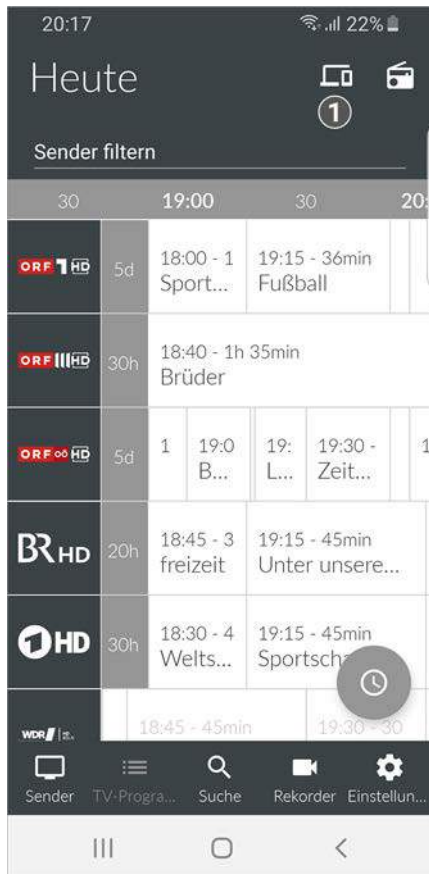 20:17
22%
Heute
1
Sender filtern
30 19:00 30 20:
ORF 1 HD 5d 18:00 - 1 19:15 - 36min
Sport... Fußball
ORF III HD 30h 18:40 - 1h 35min
Brüder
ORF oö HD 5d 1 19:0 19: 19:30 - 1
B... L... Zeit...
BR HD 20h 18:45 - 3 19:15 - 45min
freizeit Unter unsere...
1 HD 30h 18:30 - 4 19:15 - 45min
Welts... Sportscha
WDR 18:45 - 45min 19:30 - 30
Sender TV-Progra... Suche Rekorder Einstellun...